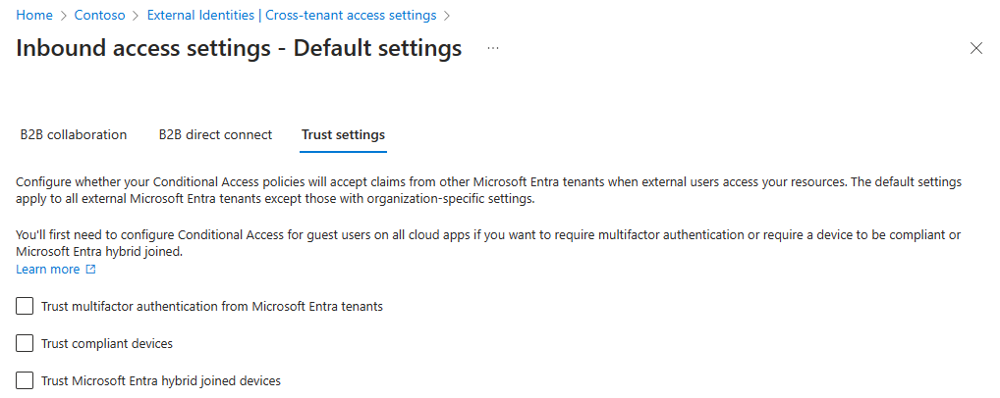 Home > Contoso > External Identities | Cross-tenant access settings >
Inbound access settings - Default settings ...
B2B collaboration B2B direct connect Trust settings
Configure whether your Conditional Access policies will accept claims from other Microsoft Entra tenants when external users access your resources. The default settings
apply to all external Microsoft Entra tenants except those with organization-specific settings.
You'll first need to configure Conditional Access for guest users on all cloud apps if you want to require multifactor authentication or require a device to be compliant or
Microsoft Entra hybrid joined.
Learn more
Trust multifactor authentication from Microsoft Entra tenants
Trust compliant devices
Trust Microsoft Entra hybrid joined devices